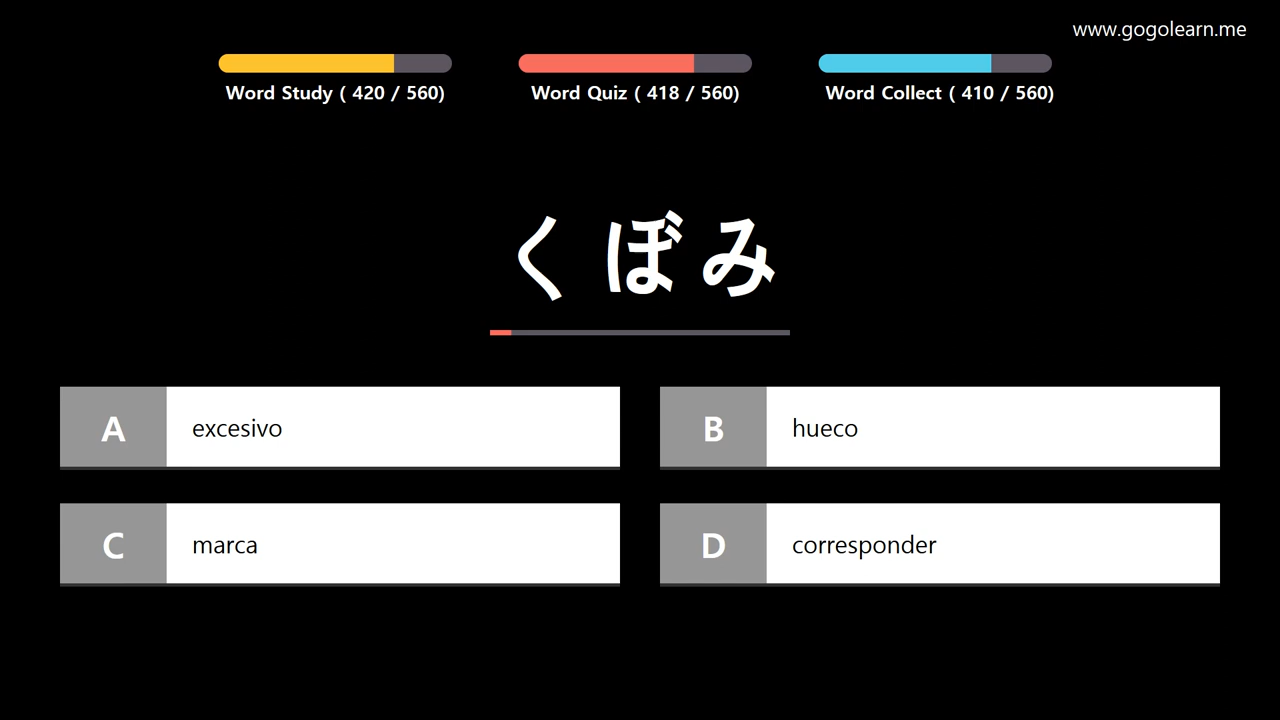 www.gogolearn.me
Word Study ( 420 / 560)
Word Quiz ( 418 / 560)
Word Collect ( 410 / 560)
くぼみ
A excesivo
B hueco
C marca
D corresponder